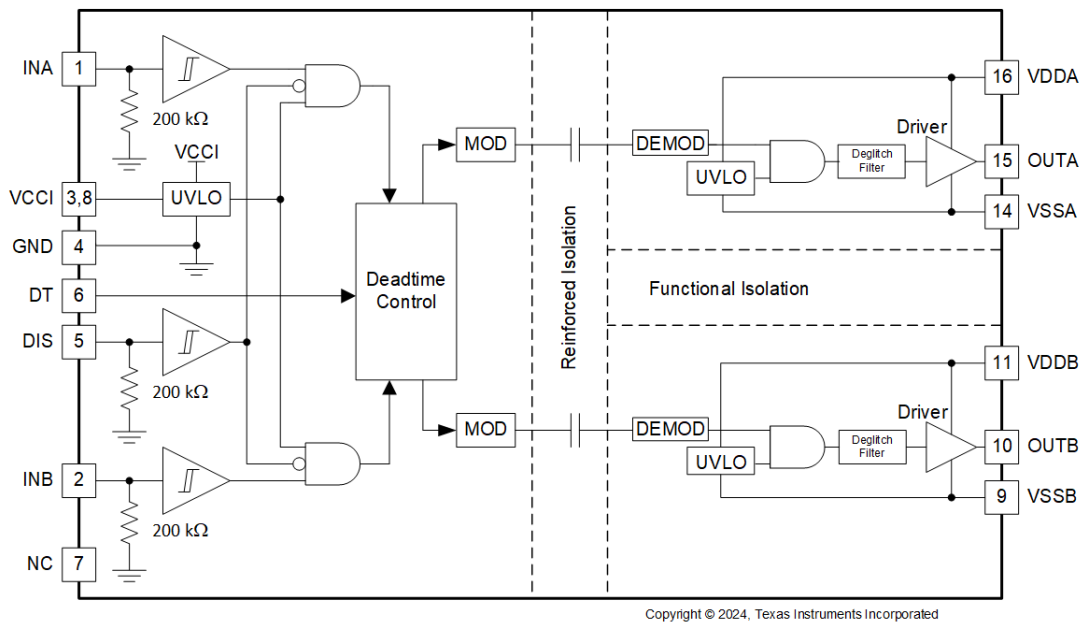 INA
1
200 kΩ
VCCI
VCCI
3,8
UVLO
GND
4
DT
6
DIS
5
200 kΩ
INB
2
200 kΩ
NC
7
Deadtime
Control
MOD
MOD
Reinforced Isolation
DEMOD
UVLO
Deglitch
Filter
Driver
16
VDDA
15
OUTA
14
VSSA
Functional Isolation
DEMOD
UVLO
Deglitch
Filter
Driver
11
VDDB
10
OUTB
9
VSSB
Copyright © 2024, Texas Instruments Incorporated